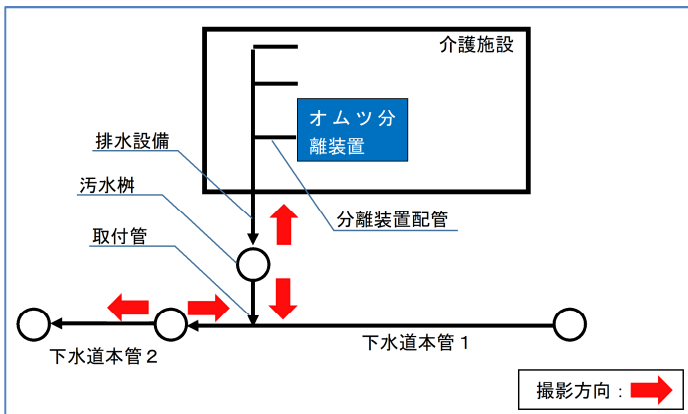 介護施設
オムツ分
離装置
排水設備
汚水桝
分離装置配管
取付管
下水道本管1
下水道本管2
撮影方向：